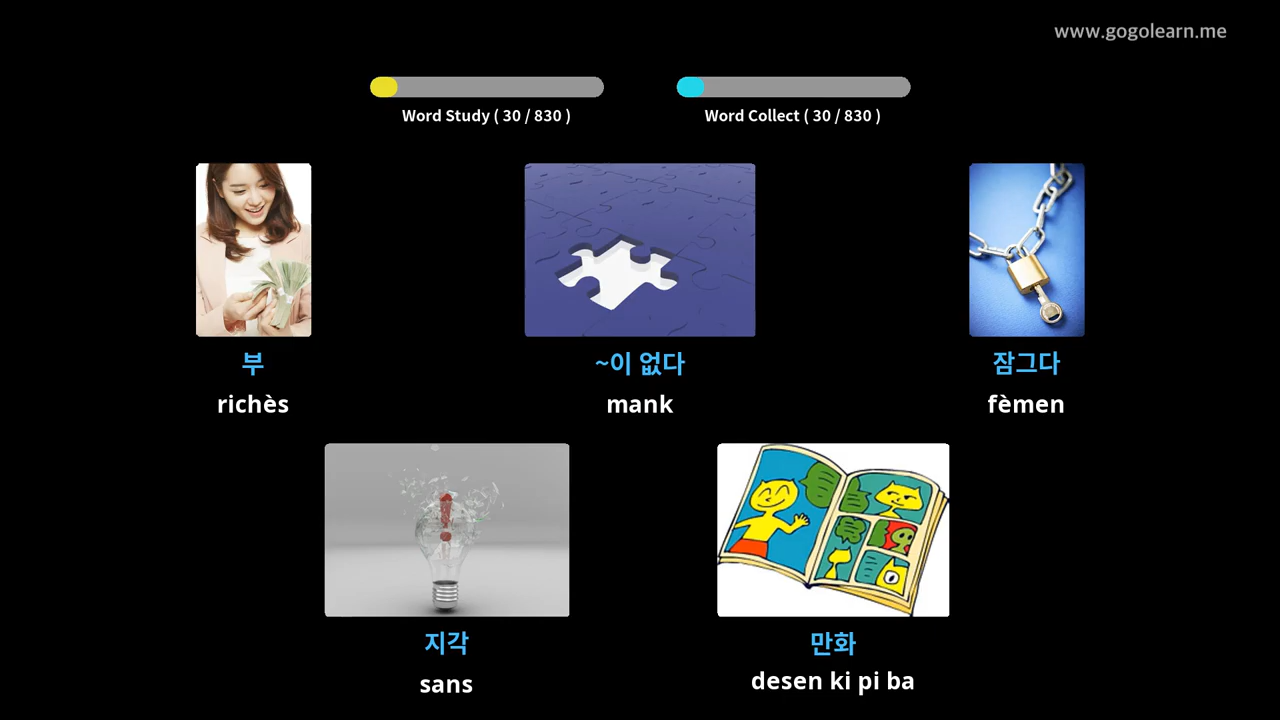 www.gogolearn.me
Word Study ( 30 / 830 )
Word Collect ( 30 / 830 )
부
~이 없다
잠그다
richès
mank
fèmen
지각
만화
sans
desen ki pi ba